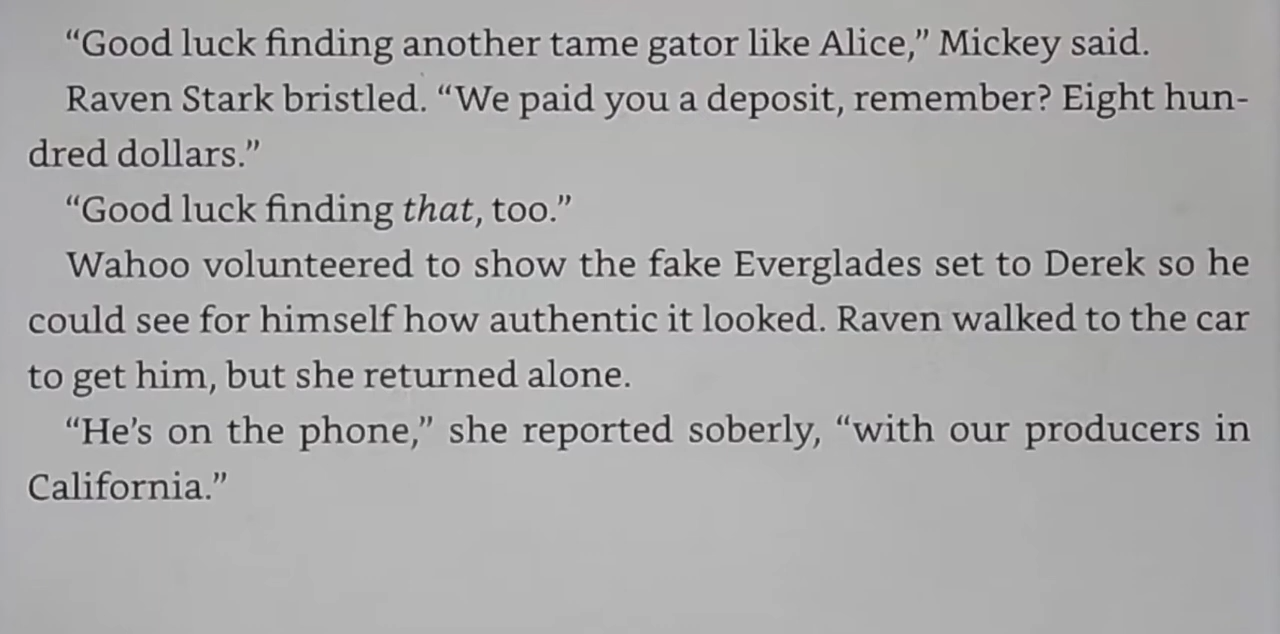 “Good luck finding another tame gator like Alice,” Mickey said.
Raven Stark bristled. “We paid you a deposit, remember? Eight hun-
dred dollars.”
“Good luck finding that, too.”
Wahoo volunteered to show the fake Everglades set to Derek so he
could see for himself how authentic it looked. Raven walked to the car
to get him, but she returned alone.
“He’s on the phone,” she reported soberly, “with our producers in
California.”